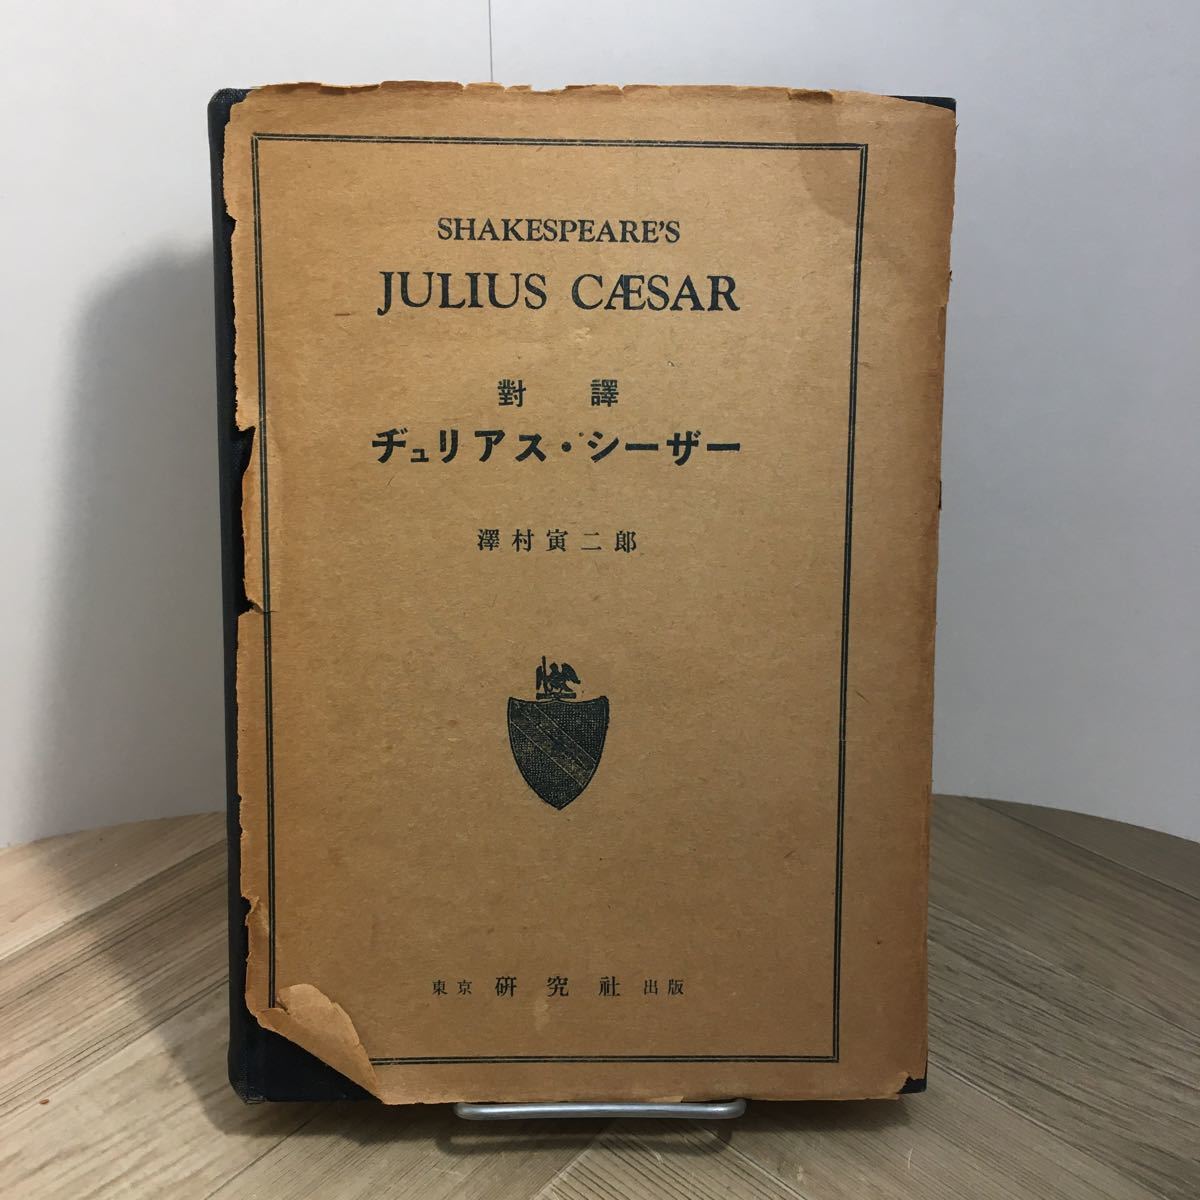 SHAKESPEARE'S
JULIUS CÆSAR
對譯
ヂュリアス・シーザー
澤村寅二郎
東京 研究社 出版